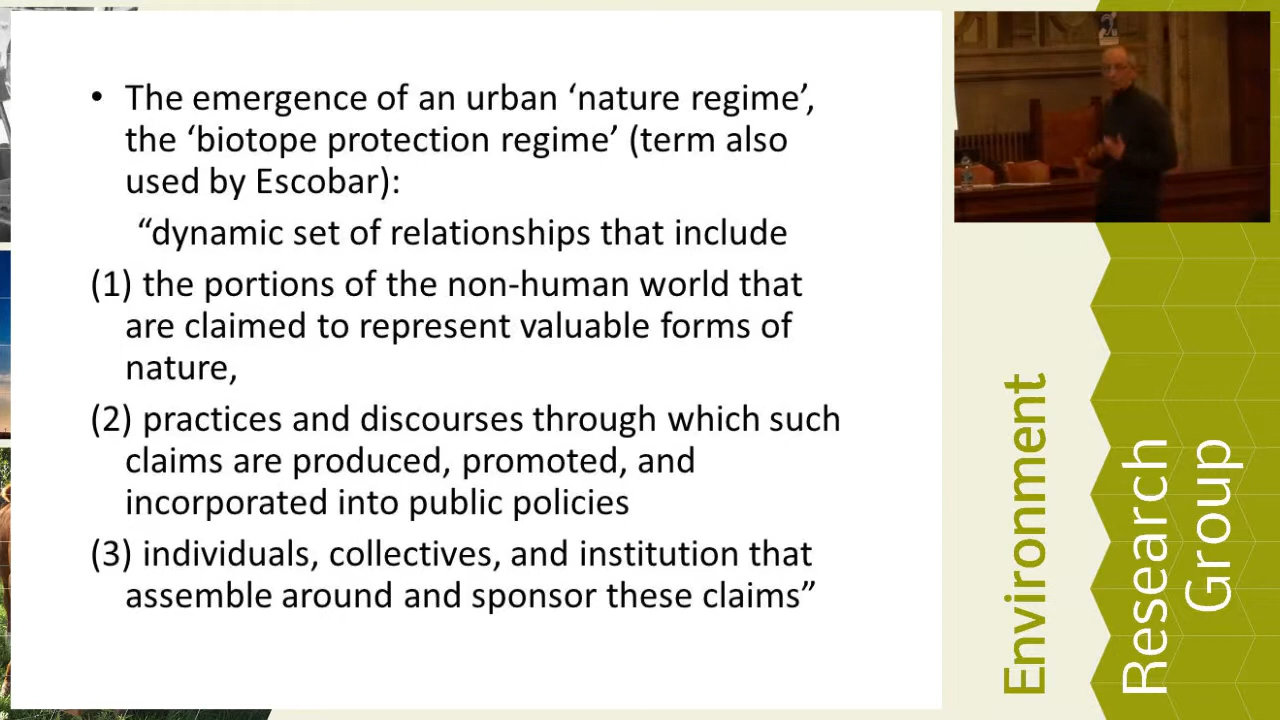 • The emergence of an urban ‘nature regime’,
the ‘biotope protection regime’ (term also
used by Escobar):
“dynamic set of relationships that include
(1) the portions of the non-human world that
are claimed to represent valuable forms of
nature,
(2) practices and discourses through which such
claims are produced, promoted, and
incorporated into public policies
(3) individuals, collectives, and institution that
assemble around and sponsor these claims”
Environment
Research
Group